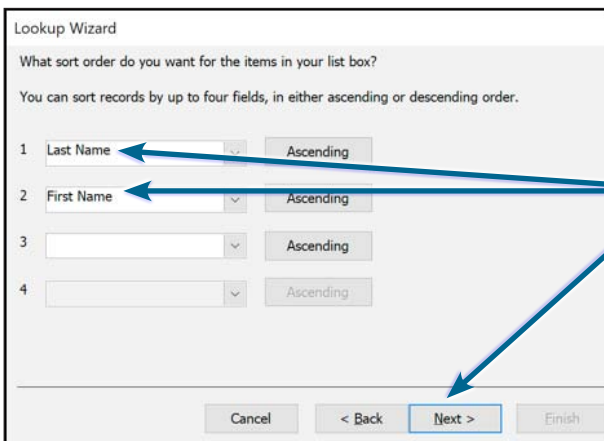 Lookup Wizard
What sort order do you want for the items in your list box?
You can sort records by up to four fields, in either ascending or descending order.
1 Last Name Ascending
2 First Name Ascending
3 Ascending
4 Ascending
Cancel < Back Next > Finish